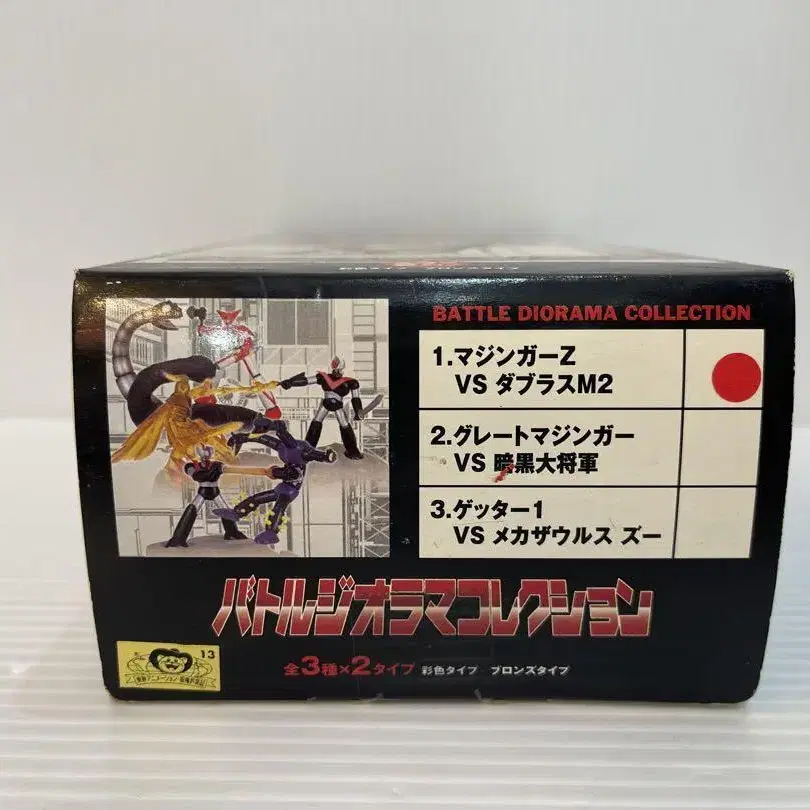 BATTLE DIORAMA COLLECTION
1.マジンガーZ
VS ダブラスM2
2.グレートマジンガー
VS 暗黒大将軍
3.ゲッター1
VS メカザウルス ズー
バトルジオラマコレクション
全3種×2タイプ 彩色タイプ ブロンズタイプ
13